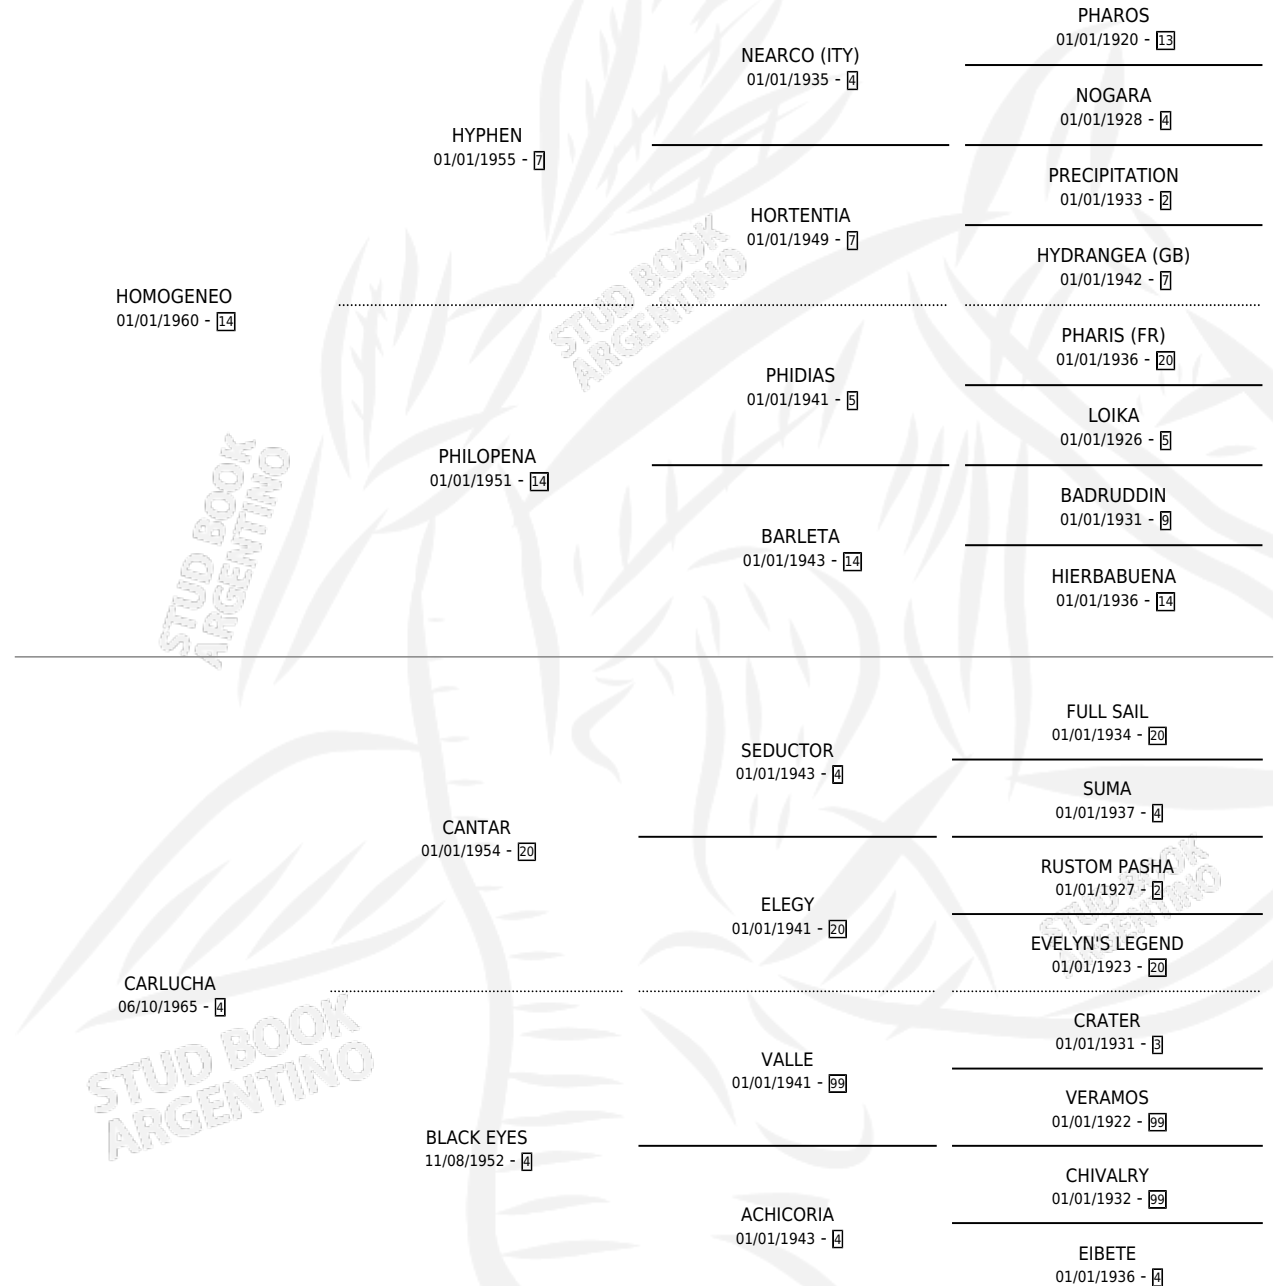 PHAROS
01/01/1920 - 13
NEARCO (ITY)
01/01/1935 - 4
NOGARA
01/01/1928 - 4
HYPHEN
01/01/1955 - 7
PRECIPITATION
01/01/1933 - 2
HORTENTIA
01/01/1949 - 7
HYDRANGEA (GB)
01/01/1942 - 7
HOMOGENEO
01/01/1960 - 14
STUD BOOK
ARGENTINO
PHARIS (FR)
01/01/1936 - 20
PHIDIAS
01/01/1941 - 5
LOIKA
01/01/1926 - 5
PHILOPENA
01/01/1951 - 14
STUD BOOK
ARGENTINO
BADRUDDIN
01/01/1931 - 9
BARLETA
01/01/1943 - 14
HIERBABUENA
01/01/1936 - 14
FULL SAIL
01/01/1934 - 20
SEDUCTOR
01/01/1943 - 4
SUMA
01/01/1937 - 4
CANTAR
01/01/1954 - 20
RUSTOM PASHA
01/01/1927 - 2
STUD BOOK
ARGENTINO
ELEGY
01/01/1941 - 20
EVELYN'S LEGEND
01/01/1923 - 20
CARLUCHA
06/10/1965 - 4
STUD BOOK
ARGENTINO
CRATER
01/01/1931 - 3
VALLE
01/01/1941 - 99
VERAMOS
01/01/1922 - 99
BLACK EYES
11/08/1952 - 4
CHIVALRY
01/01/1932 - 99
ACHICORIA
01/01/1943 - 4
EIBETE
01/01/1936 - 4